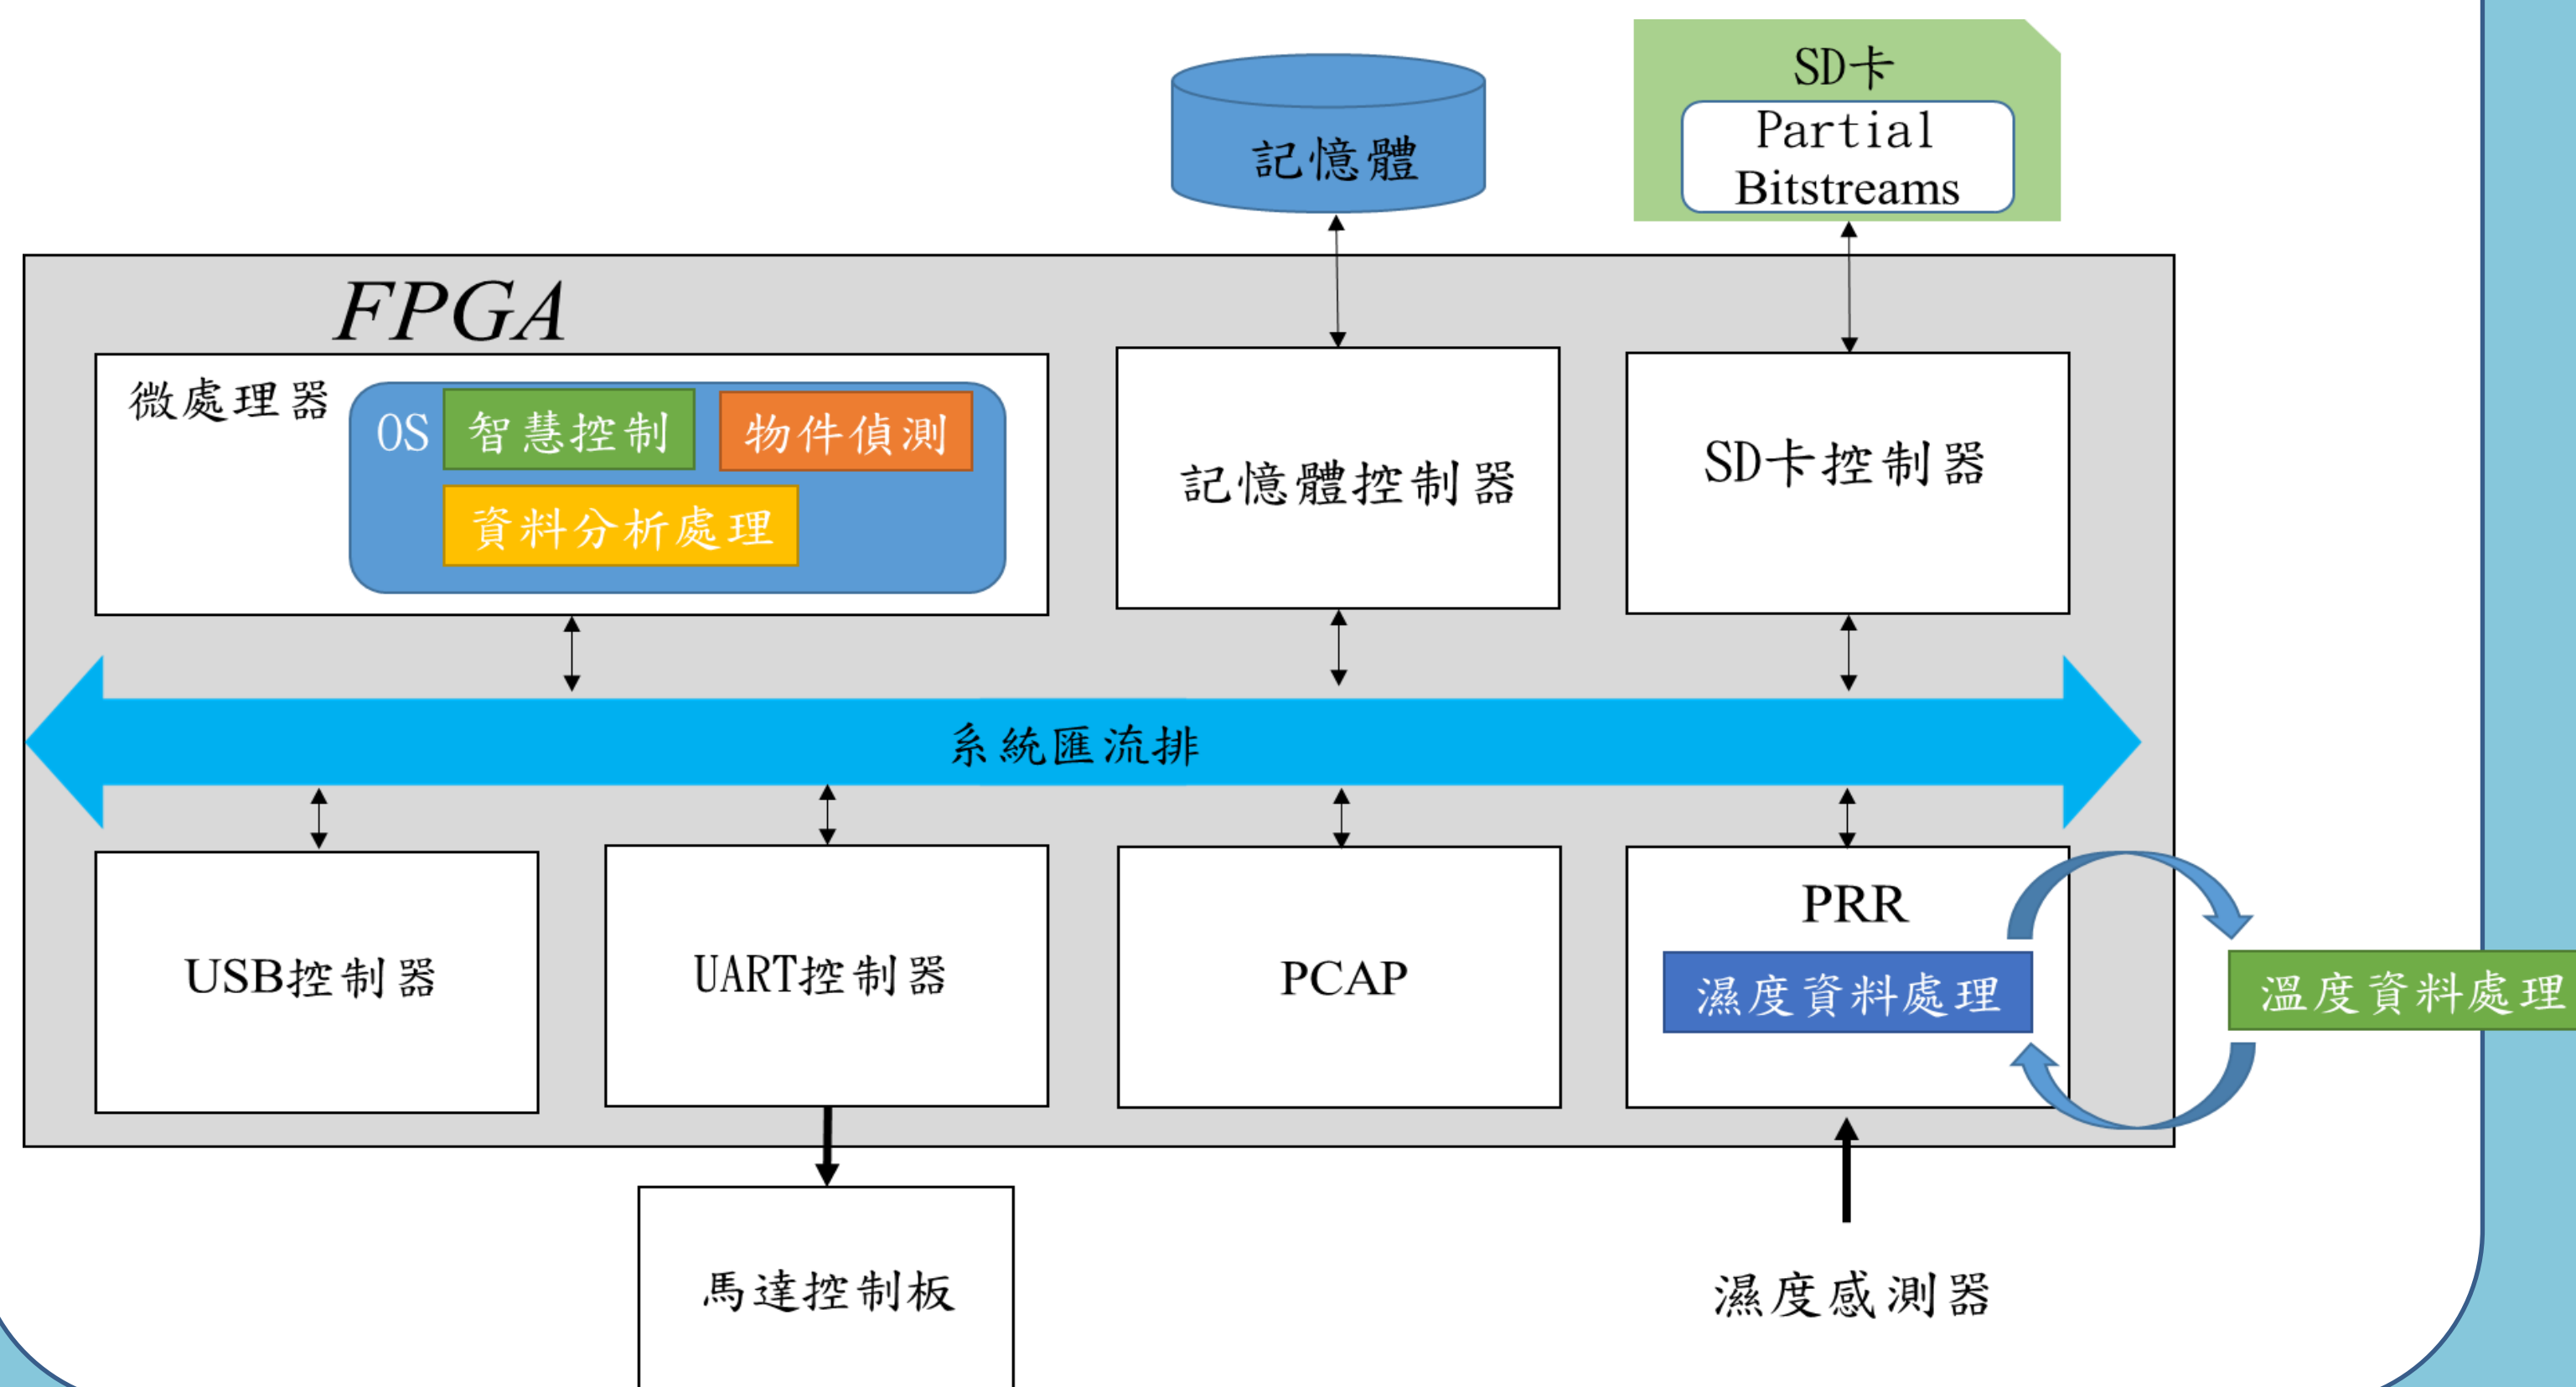 SD卡
Partial
Bitstreams
記憶體
FPGA
微處理器
OS
智慧控制
物件偵測
資料分析處理
記憶體控制器
SD卡控制器
系統匯流排
USB控制器
UART控制器
PCAP
PRR
濕度資料處理
溫度資料處理
馬達控制板
濕度感測器